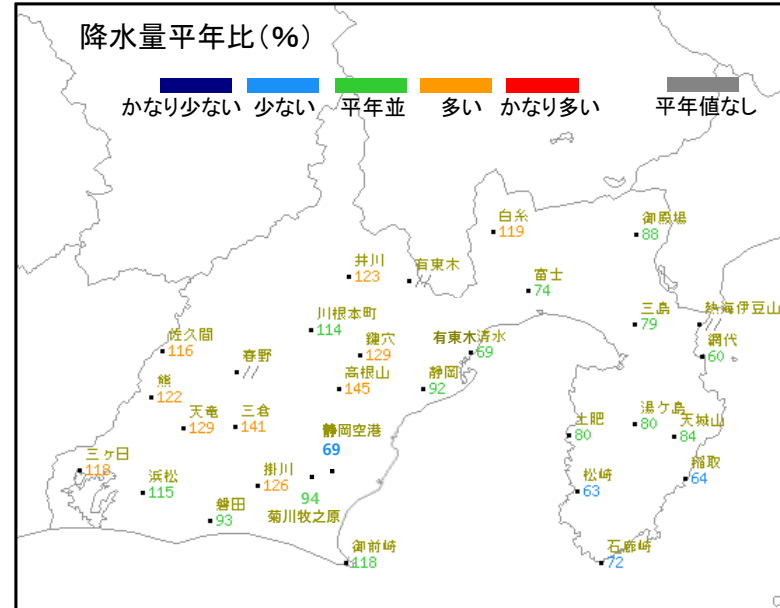 降水量平年比(%)
かなり少ない 少ない 平年並 多い かなり多い 平年値なし
白糸
119
御殿場
88
井川
123
有東木
//
富士
74
川根本町
114
三島
79
熱海伊豆山
//
佐久間
116
春野
//
鍵穴
129
有東木清水
69
網代
60
熊
122
高根山
145
静岡
92
天竜
129
三倉
141
静岡空港
69
土肥
80
湯ケ島
80
天城山
84
三ヶ日
118
浜松
115
掛川
126
94
菊川牧之原
松崎
63
稲取
64
磐田
93
御前崎
118
石廊崎
72